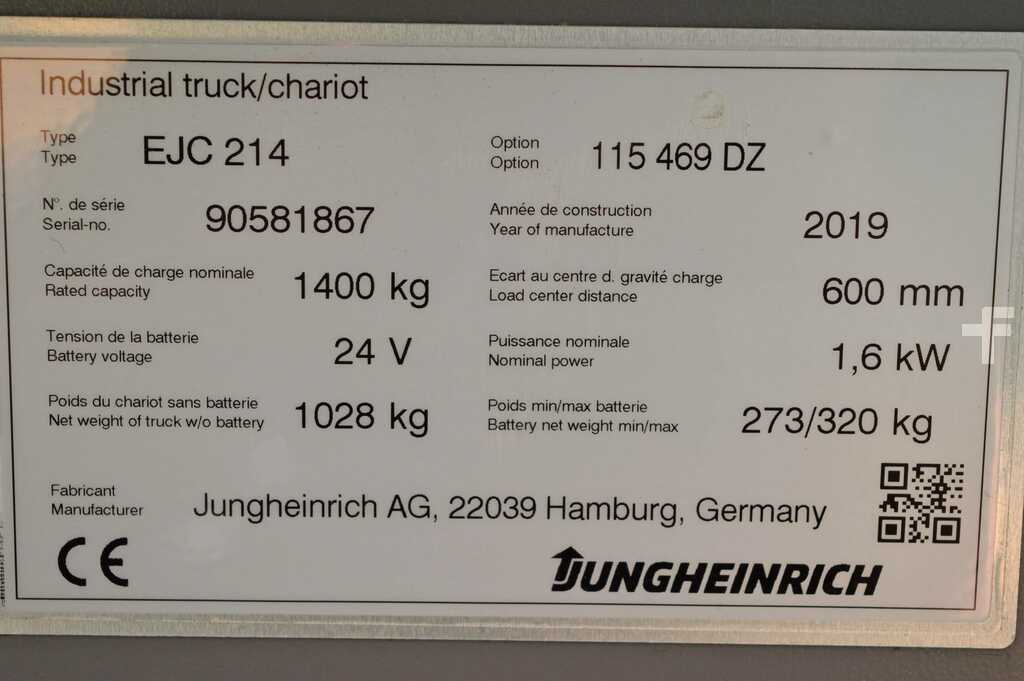 Industrial truck/chariot
Type
Type
EJC 214
Option
Option
115 469 DZ
N°. de série
Serial-no.
90581867
Année de construction
Year of manufacture
2019
Capacité de charge nominale
Rated capacity
1400 kg
Ecart au centre d. gravité charge
Load center distance
600 mm
Tension de la batterie
Battery voltage
24 V
Puissance nominale
Nominal power
1,6 kW
Poids du chariot sans batterie
Net weight of truck w/o battery
1028 kg
Poids min/max batterie
Battery net weight min/max
273/320 kg
Fabricant
Manufacturer
Jungheinrich AG, 22039 Hamburg, Germany
CE
JUNGHEINRICH